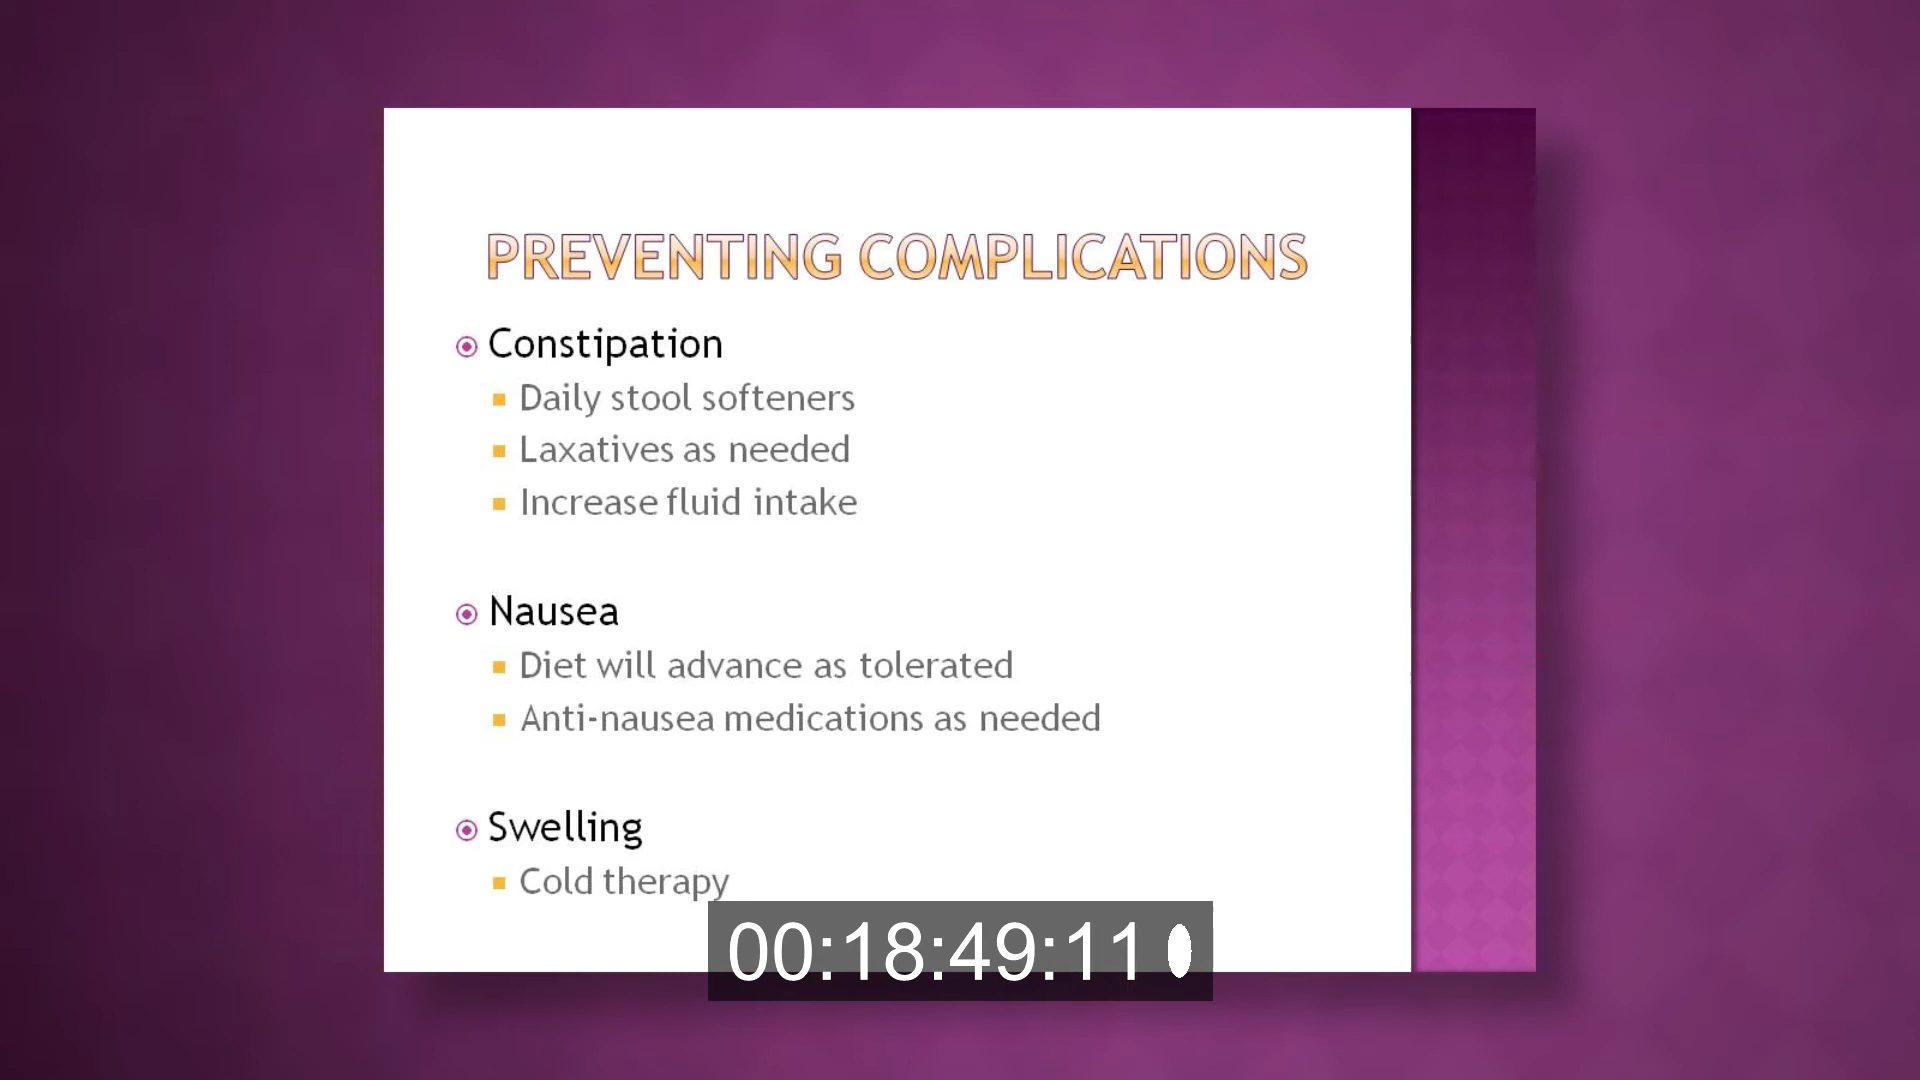 PREVENTING COMPLICATIONS
Constipation
Daily stool softeners
Laxatives as needed
Increase fluid intake
Nausea
Diet will advance as tolerated
Anti-nausea medications as needed
Swelling
Cold therapy
00:18:49:11